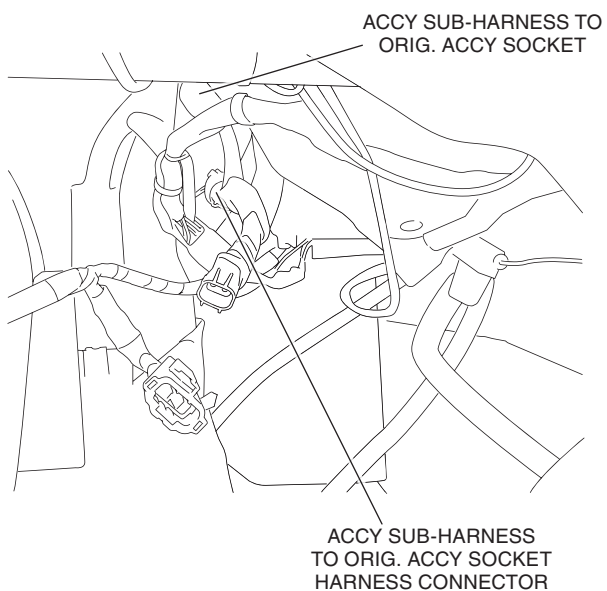 ACCY SUB-HARNESS TO
ORIG. ACCY SOCKET
ACCY SUB-HARNESS
TO ORIG. ACCY SOCKET
HARNESS CONNECTOR